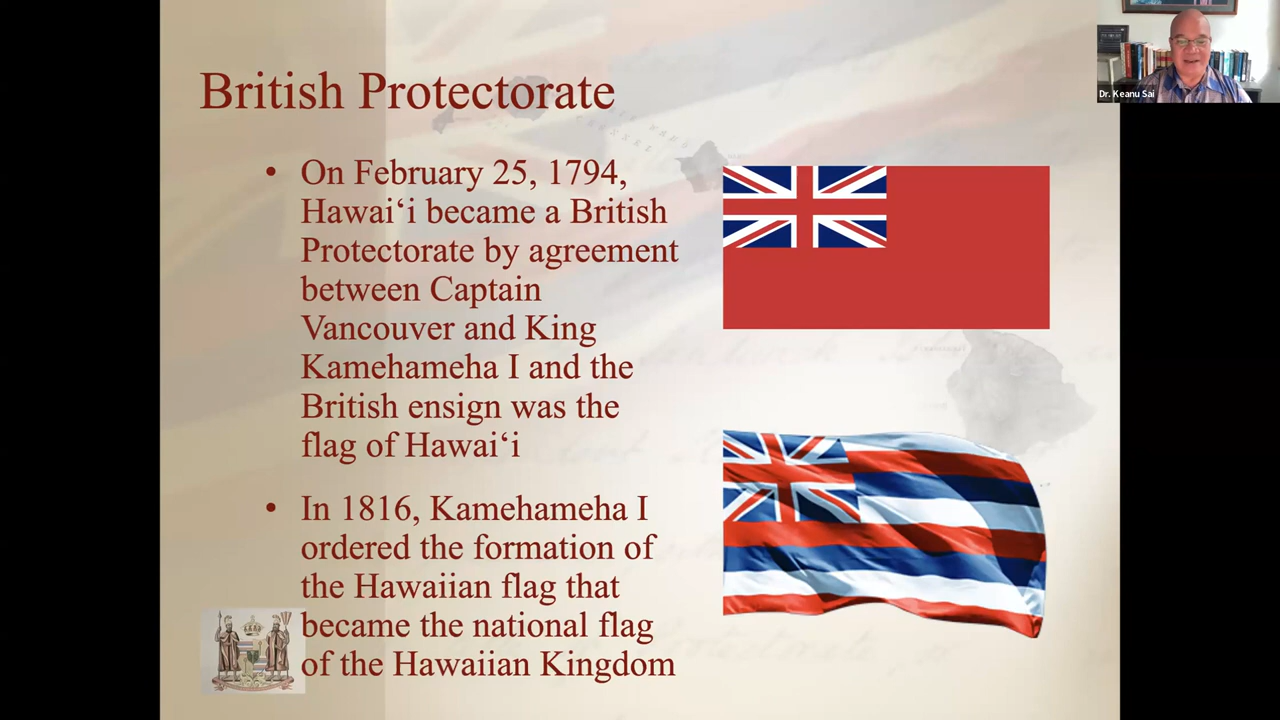 British Protectorate
• On February 25, 1794,
Hawaiʻi became a British
Protectorate by agreement
between Captain
Vancouver and King
Kamehameha I and the
British ensign was the
flag of Hawaiʻi
• In 1816, Kamehameha I
ordered the formation of
the Hawaiian flag that
became the national flag
of the Hawaiian Kingdom
Dr. Keanu Sai